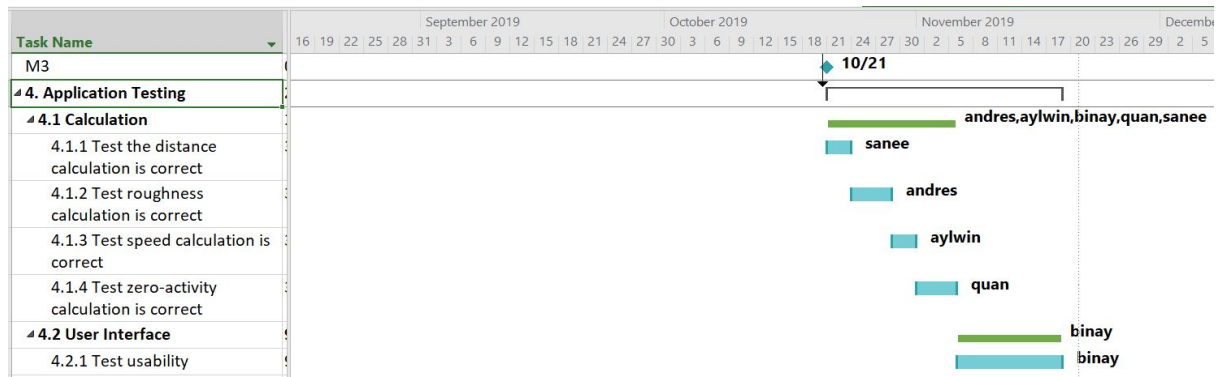 September 2019 October 2019 November 2019 Decembe
Task Name 16 19 22 25 28 31 3 6 9 12 15 18 21 24 27 30 3 6 9 12 15 18 21 24 27 30 2 5 8 11 14 17 20 23 26 29 2 5
M3 10/21
4. Application Testing
4.1 Calculation andres,aylwin,binay,quan,sanee
4.1.1 Test the distance sanee
calculation is correct
4.1.2 Test roughness andres
calculation is correct
4.1.3 Test speed calculation is aylwin
correct
4.1.4 Test zero-activity quan
calculation is correct
4.2 User Interface binay
4.2.1 Test usability binay